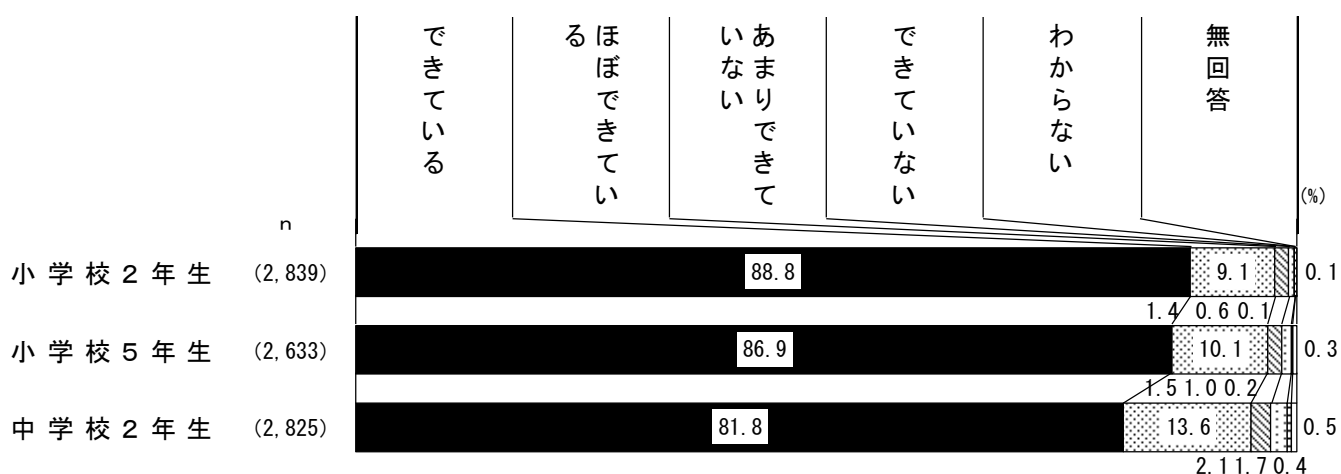 できている
ほぼできてい
る
あまりできて
いない
できていない
わからない
無回答
(%)
n
小学校２年生 (2,839) 88.8 9.1 0.1
1.4 0.6 0.1
小学校５年生 (2,633) 86.9 10.1 0.3
1.5 1.0 0.2
中学校２年生 (2,825) 81.8 13.6 0.5
2.1 1.7 0.4